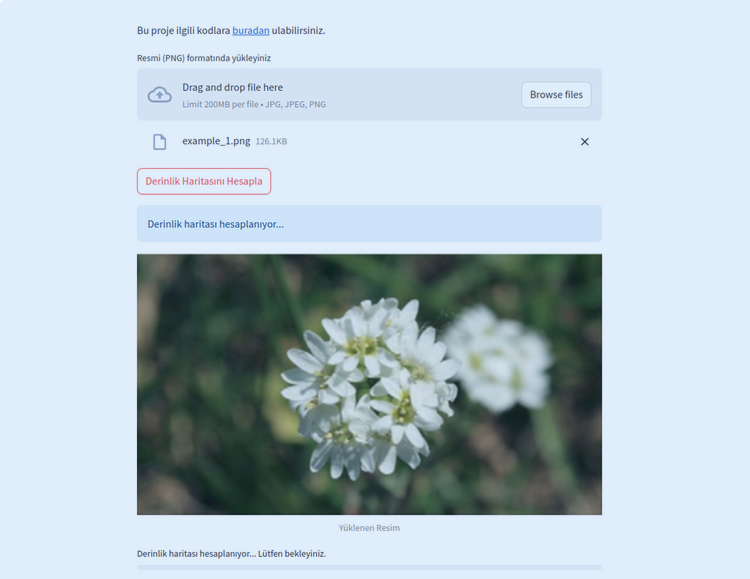 Bu proje ilgili kodlara buradan ulabilirsiniz.
Resmi (PNG) formatında yükleyiniz
Drag and drop file here
Limit 200MB per file • JPG, JPEG, PNG
Browse files
example_1.png 126.1KB
Derinlik Haritasını Hesapla
Derinlik haritası hesaplanıyor...
Yüklenen Resim
Derinlik haritası hesaplanıyor... Lütfen bekleyiniz.